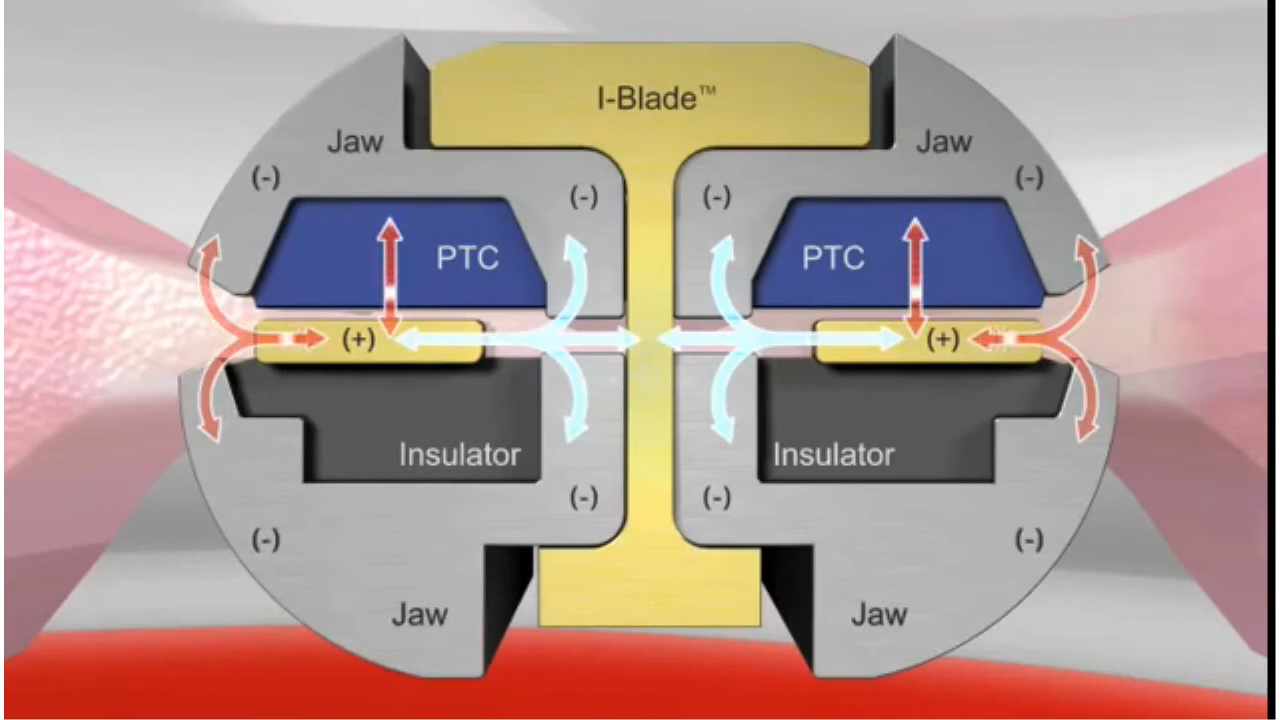 I-Blade™
Jaw
Jaw
(-)
(-)
(-)
(-)
PTC
PTC
(+)
(+)
Insulator
Insulator
(-)
(-)
(-)
(-)
Jaw
Jaw